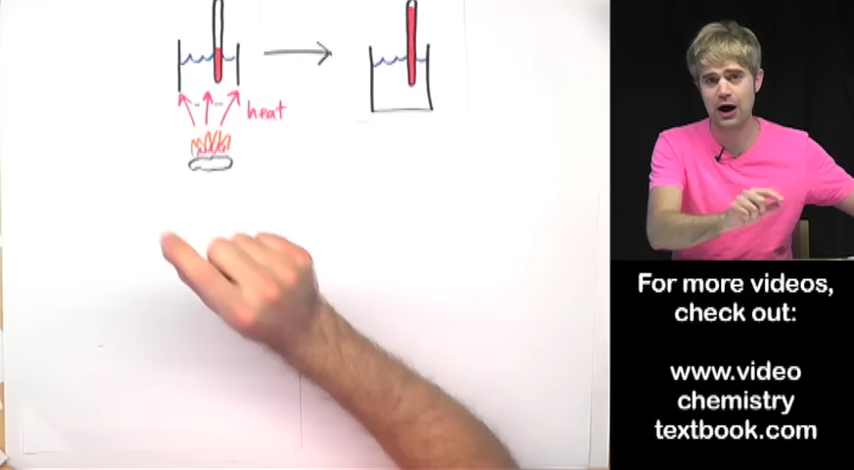 heat
For more videos,
check out:
www.video
chemistry
textbook.com